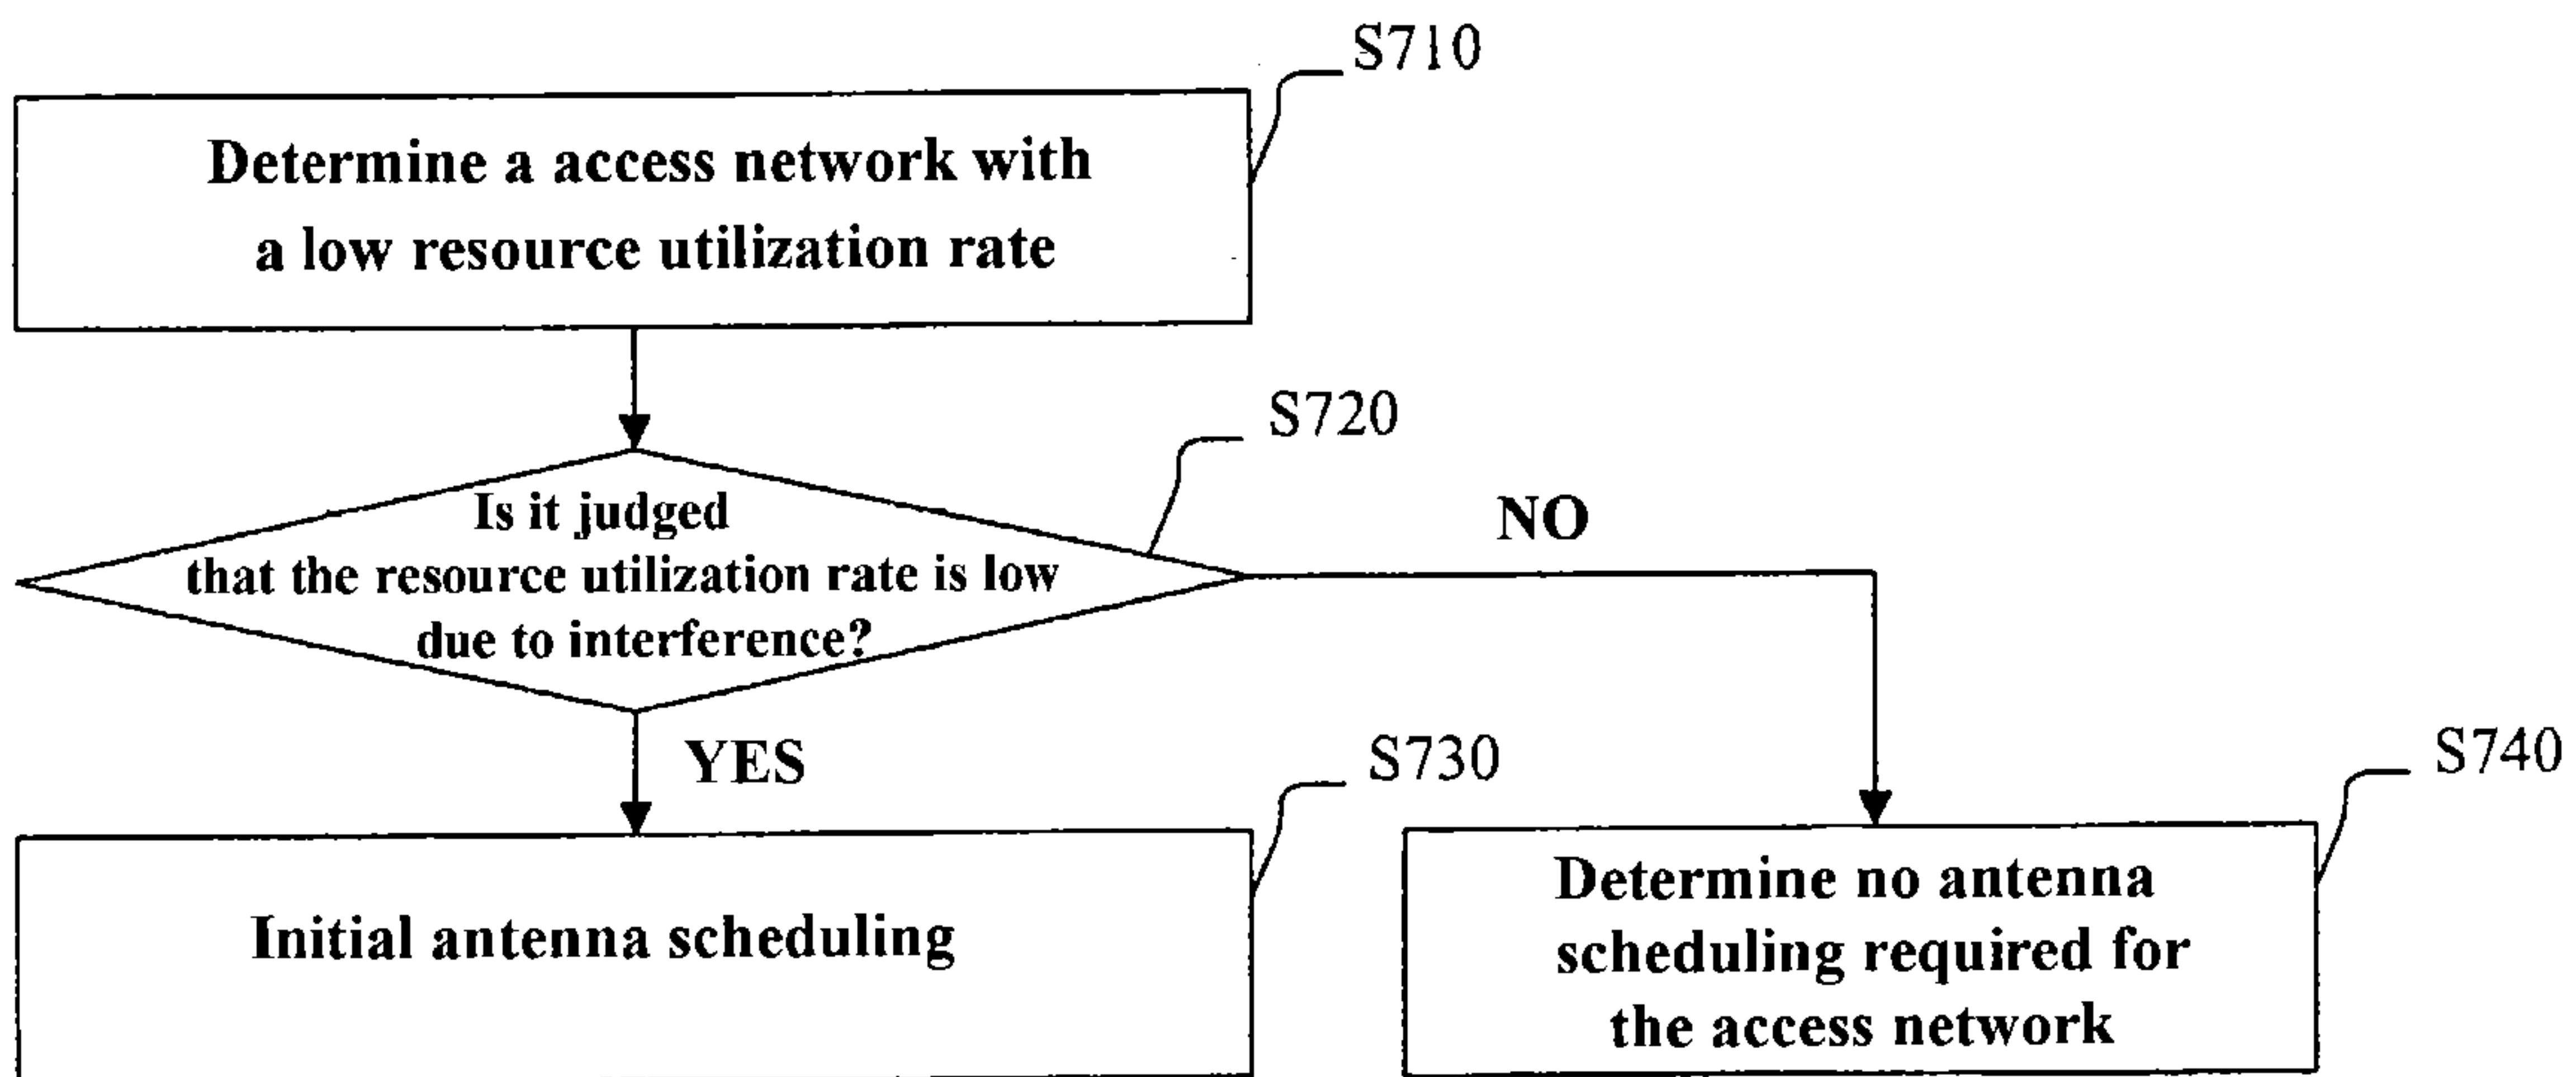 S710
Determine a access network with
a low resource utilization rate
S720
Is it judged
that the resource utilization rate is low
due to interference?
NO
YES
S730
S740
Initial antenna scheduling
Determine no antenna
scheduling required for
the access network